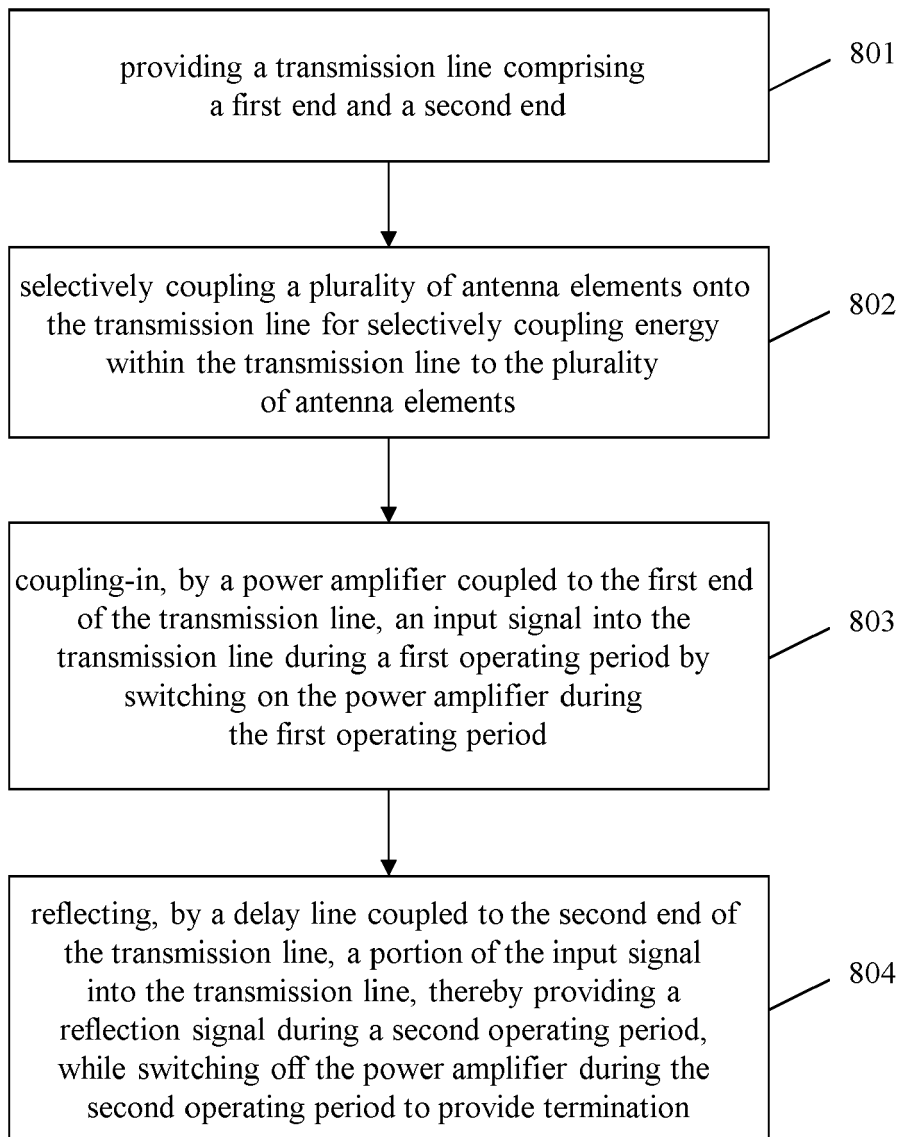 providing a transmission line comprising
a first end and a second end
801
selectively coupling a plurality of antenna elements onto
the transmission line for selectively coupling energy
within the transmission line to the plurality
of antenna elements
802
coupling-in, by a power amplifier coupled to the first end
of the transmission line, an input signal into the
transmission line during a first operating period by
switching on the power amplifier during
the first operating period
803
reflecting, by a delay line coupled to the second end of
the transmission line, a portion of the input signal
into the transmission line, thereby providing a
reflection signal during a second operating period,
while switching off the power amplifier during the
second operating period to provide termination
804